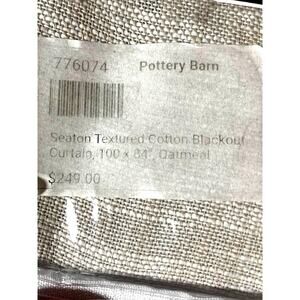 776074 Pottery Barn
Seaton Textured Cotton Blackout
Curtain, 100 x 84", Oatmeal
$249.00